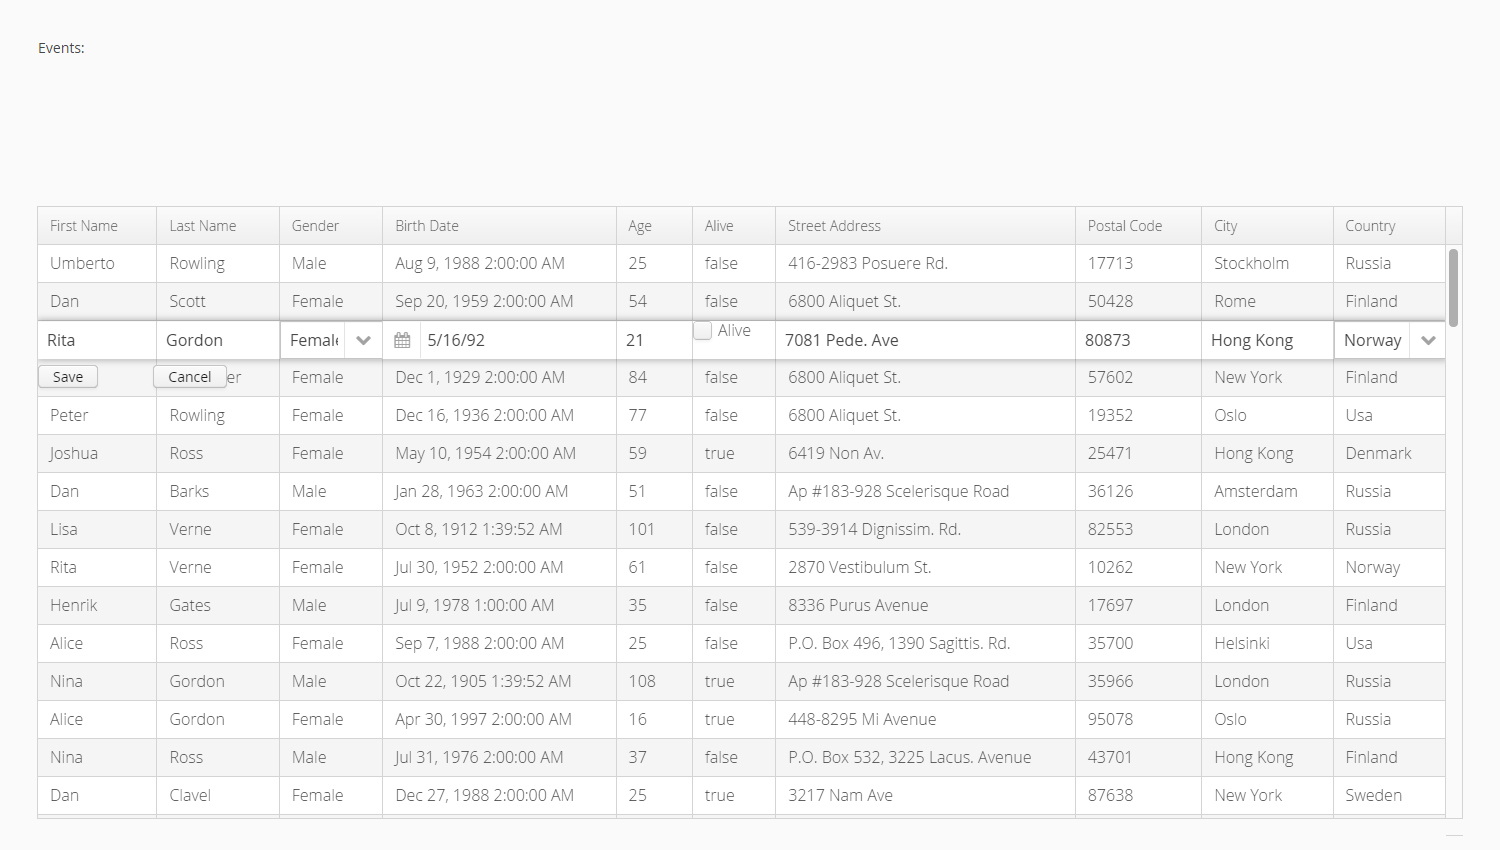 Events:
First Name Last Name Gender Birth Date Age Alive Street Address Postal Code City Country
Umberto Rowling Male Aug 9, 1988 2:00:00 AM 25 false 416-2983 Posuere Rd. 17713 Stockholm Russia
Dan Scott Female Sep 20, 1959 2:00:00 AM 54 false 6800 Aliquet St. 50428 Rome Finland
Rita Gordon Female 5/16/92 21 Alive 7081 Pede. Ave 80873 Hong Kong Norway
Save Cancel er Female Dec 1, 1929 2:00:00 AM 84 false 6800 Aliquet St. 57602 New York Finland
Peter Rowling Female Dec 16, 1936 2:00:00 AM 77 false 6800 Aliquet St. 19352 Oslo Usa
Joshua Ross Female May 10, 1954 2:00:00 AM 59 true 6419 Non Av. 25471 Hong Kong Denmark
Dan Barks Male Jan 28, 1963 2:00:00 AM 51 false Ap #183-928 Scelerisque Road 36126 Amsterdam Russia
Lisa Verne Female Oct 8, 1912 1:39:52 AM 101 false 539-3914 Dignissim. Rd. 82553 London Russia
Rita Verne Female Jul 30, 1952 2:00:00 AM 61 false 2870 Vestibulum St. 10262 New York Norway
Henrik Gates Male Jul 9, 1978 1:00:00 AM 35 false 8336 Purus Avenue 17697 London Finland
Alice Ross Female Sep 7, 1988 2:00:00 AM 25 false P.O. Box 496, 1390 Sagittis. Rd. 35700 Helsinki Usa
Nina Gordon Male Oct 22, 1905 1:39:52 AM 108 true Ap #183-928 Scelerisque Road 35966 London Russia
Alice Gordon Female Apr 30, 1997 2:00:00 AM 16 true 448-8295 Mi Avenue 95078 Oslo Russia
Nina Ross Male Jul 31, 1976 2:00:00 AM 37 false P.O. Box 532, 3225 Lacus. Avenue 43701 Hong Kong Finland
Dan Clavel Female Dec 27, 1988 2:00:00 AM 25 true 3217 Nam Ave 87638 New York Sweden